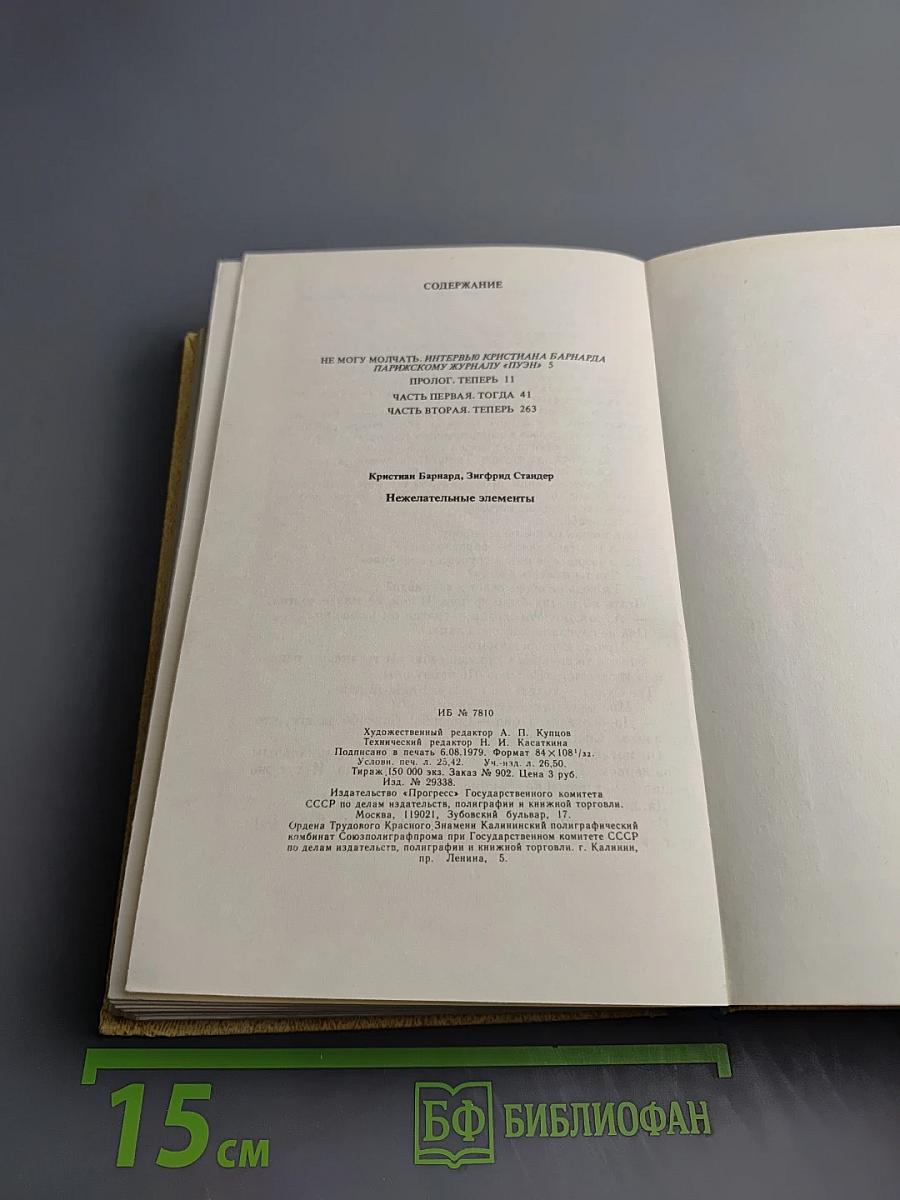 СОДЕРЖАНИЕ
НЕ МОГУ МОЛЧАТЬ. ИНТЕРВЬЮ КРИСТИАНА БАРНАРДА
ПАРИЖСКОМУ ЖУРНАЛУ «ПУЭН» 5
ПРОЛОГ. ТЕПЕРЬ 11
ЧАСТЬ ПЕРВАЯ. ТОГДА 41
ЧАСТЬ ВТОРАЯ. ТЕПЕРЬ 263
Кристиан Барнард, Зигфрид Стандер
Нежелательные элементы
ИБ № 7810
Художественный редактор А. П. Купцов
Технический редактор Н. И. Касаткина
Подписано в печать 6.08.1979. Формат 84×108¹/₃₂.
Условн. печ. л. 25,42. Уч.-изд. л. 26,50.
Тираж 150 000 экз. Заказ № 902. Цена 3 руб.
Изд. № 29338.
Издательство «Прогресс» Государственного комитета
СССР по делам издательств, полиграфии и книжной торговли.
Москва, 119021, Зубовский бульвар, 17.
Ордена Трудового Красного Знамени Калининский полиграфический
комбинат Союзполиграфпрома при Государственном комитете СССР
по делам издательств, полиграфии и книжной торговли. г. Калинин,
пр. Ленина, 5.
15 см
БФ БИБЛИОФАН